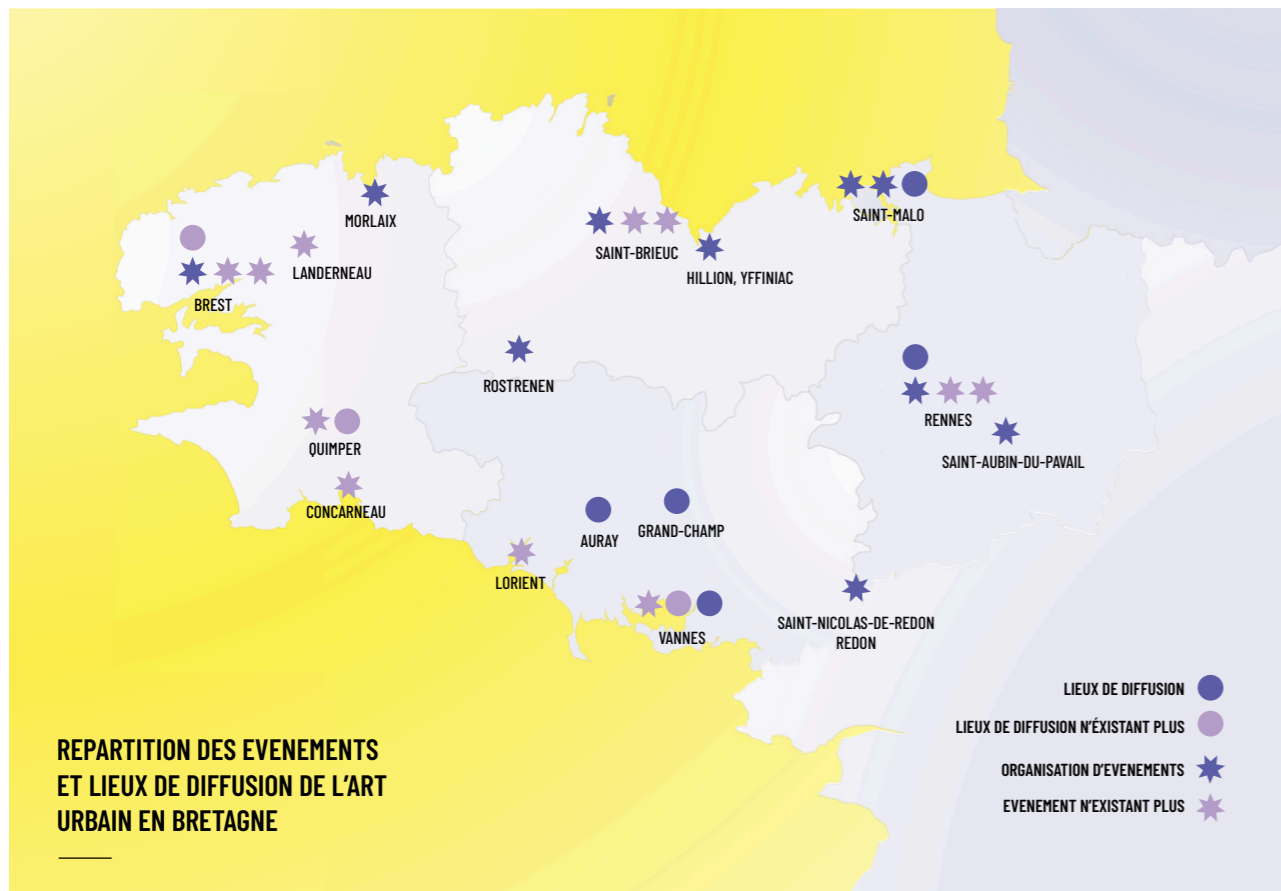 MORLAIX
SAINT-MALO
SAINT-BRIEUC
LANDERNEAU
HILLION, YFFINIAC
BREST
ROSTRENEN
RENNES
QUIMPER
SAINT-AUBIN-DU-PAVAIL
CONCARNEAU
GRAND-CHAMP
AURAY
LORIENT
VANNES
SAINT-NICOLAS-DE-REDON
REDON
LIEUX DE DIFFUSION
LIEUX DE DIFFUSION N'ÉXISTANT PLUS
ORGANISATION D'EVENEMENTS
EVENEMENT N'EXISTANT PLUS
REPARTITION DES EVENEMENTS
ET LIEUX DE DIFFUSION DE L'ART
URBAIN EN BRETAGNE